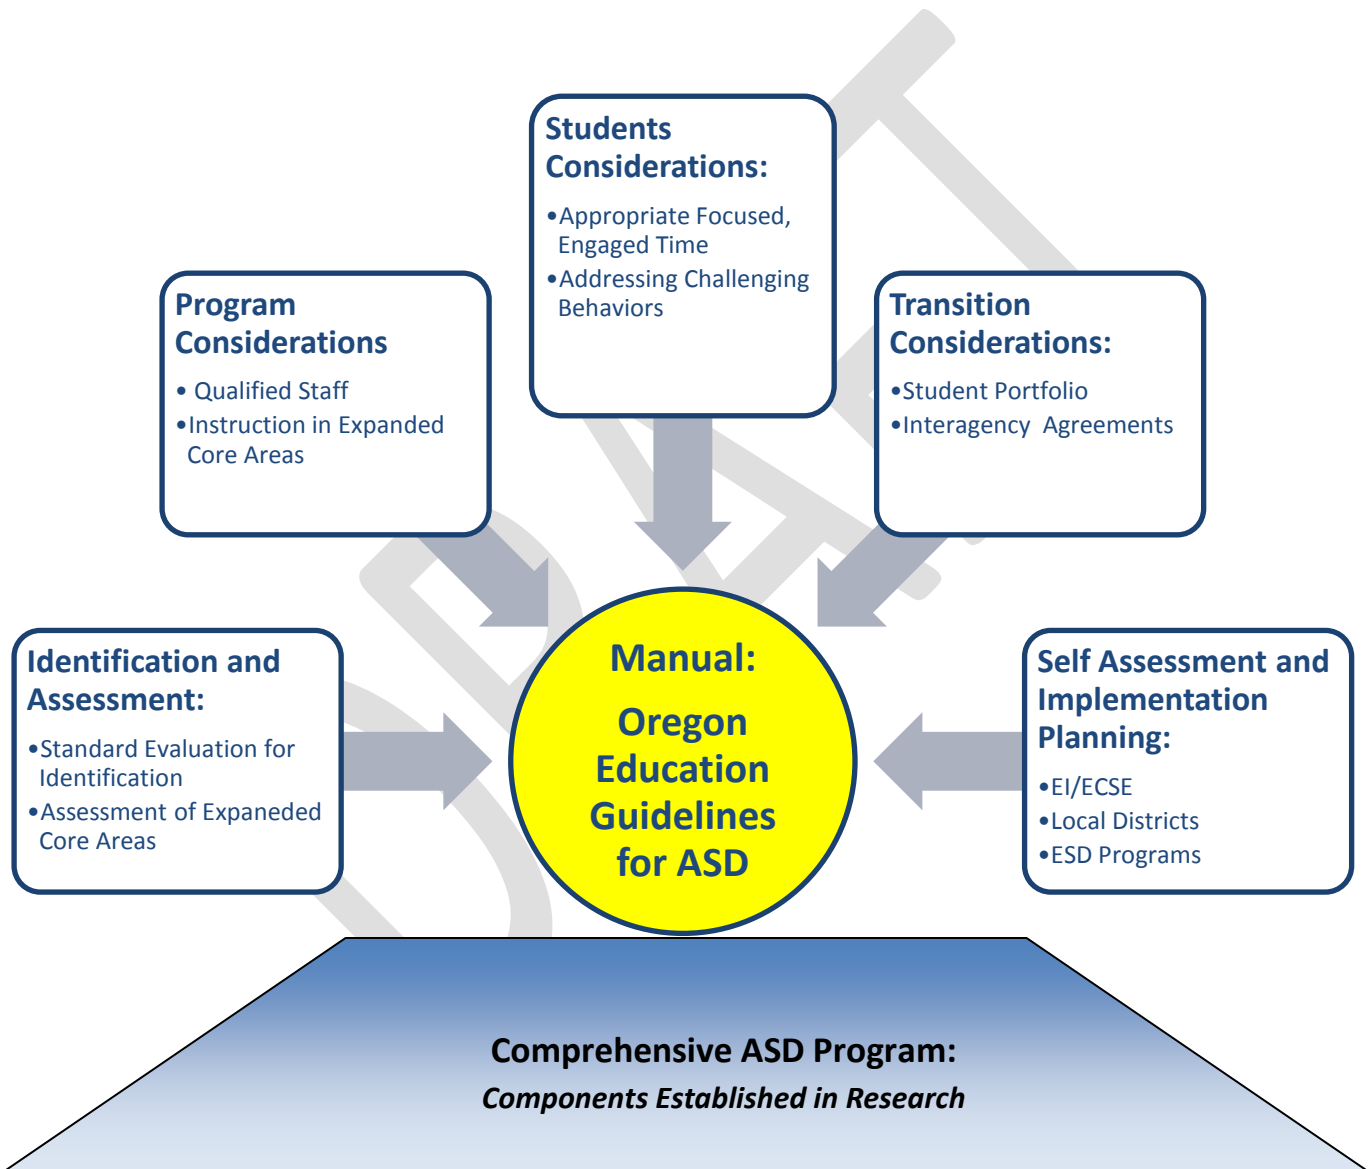 Students
Considerations:
•Appropriate Focused,
Engaged Time
•Addressing Challenging
Behaviors
Program
Considerations
• Qualified Staff
•Instruction in Expanded
Core Areas
Transition
Considerations:
•Student Portfolio
•Interagency Agreements
Identification and
Assessment:
•Standard Evaluation for
Identification
•Assessment of Expaneded
Core Areas
Manual:
Oregon
Education
Guidelines
for ASD
Self Assessment and
Implementation
Planning:
•EI/ECSE
•Local Districts
•ESD Programs
Comprehensive ASD Program:
Components Established in Research
DRAFT